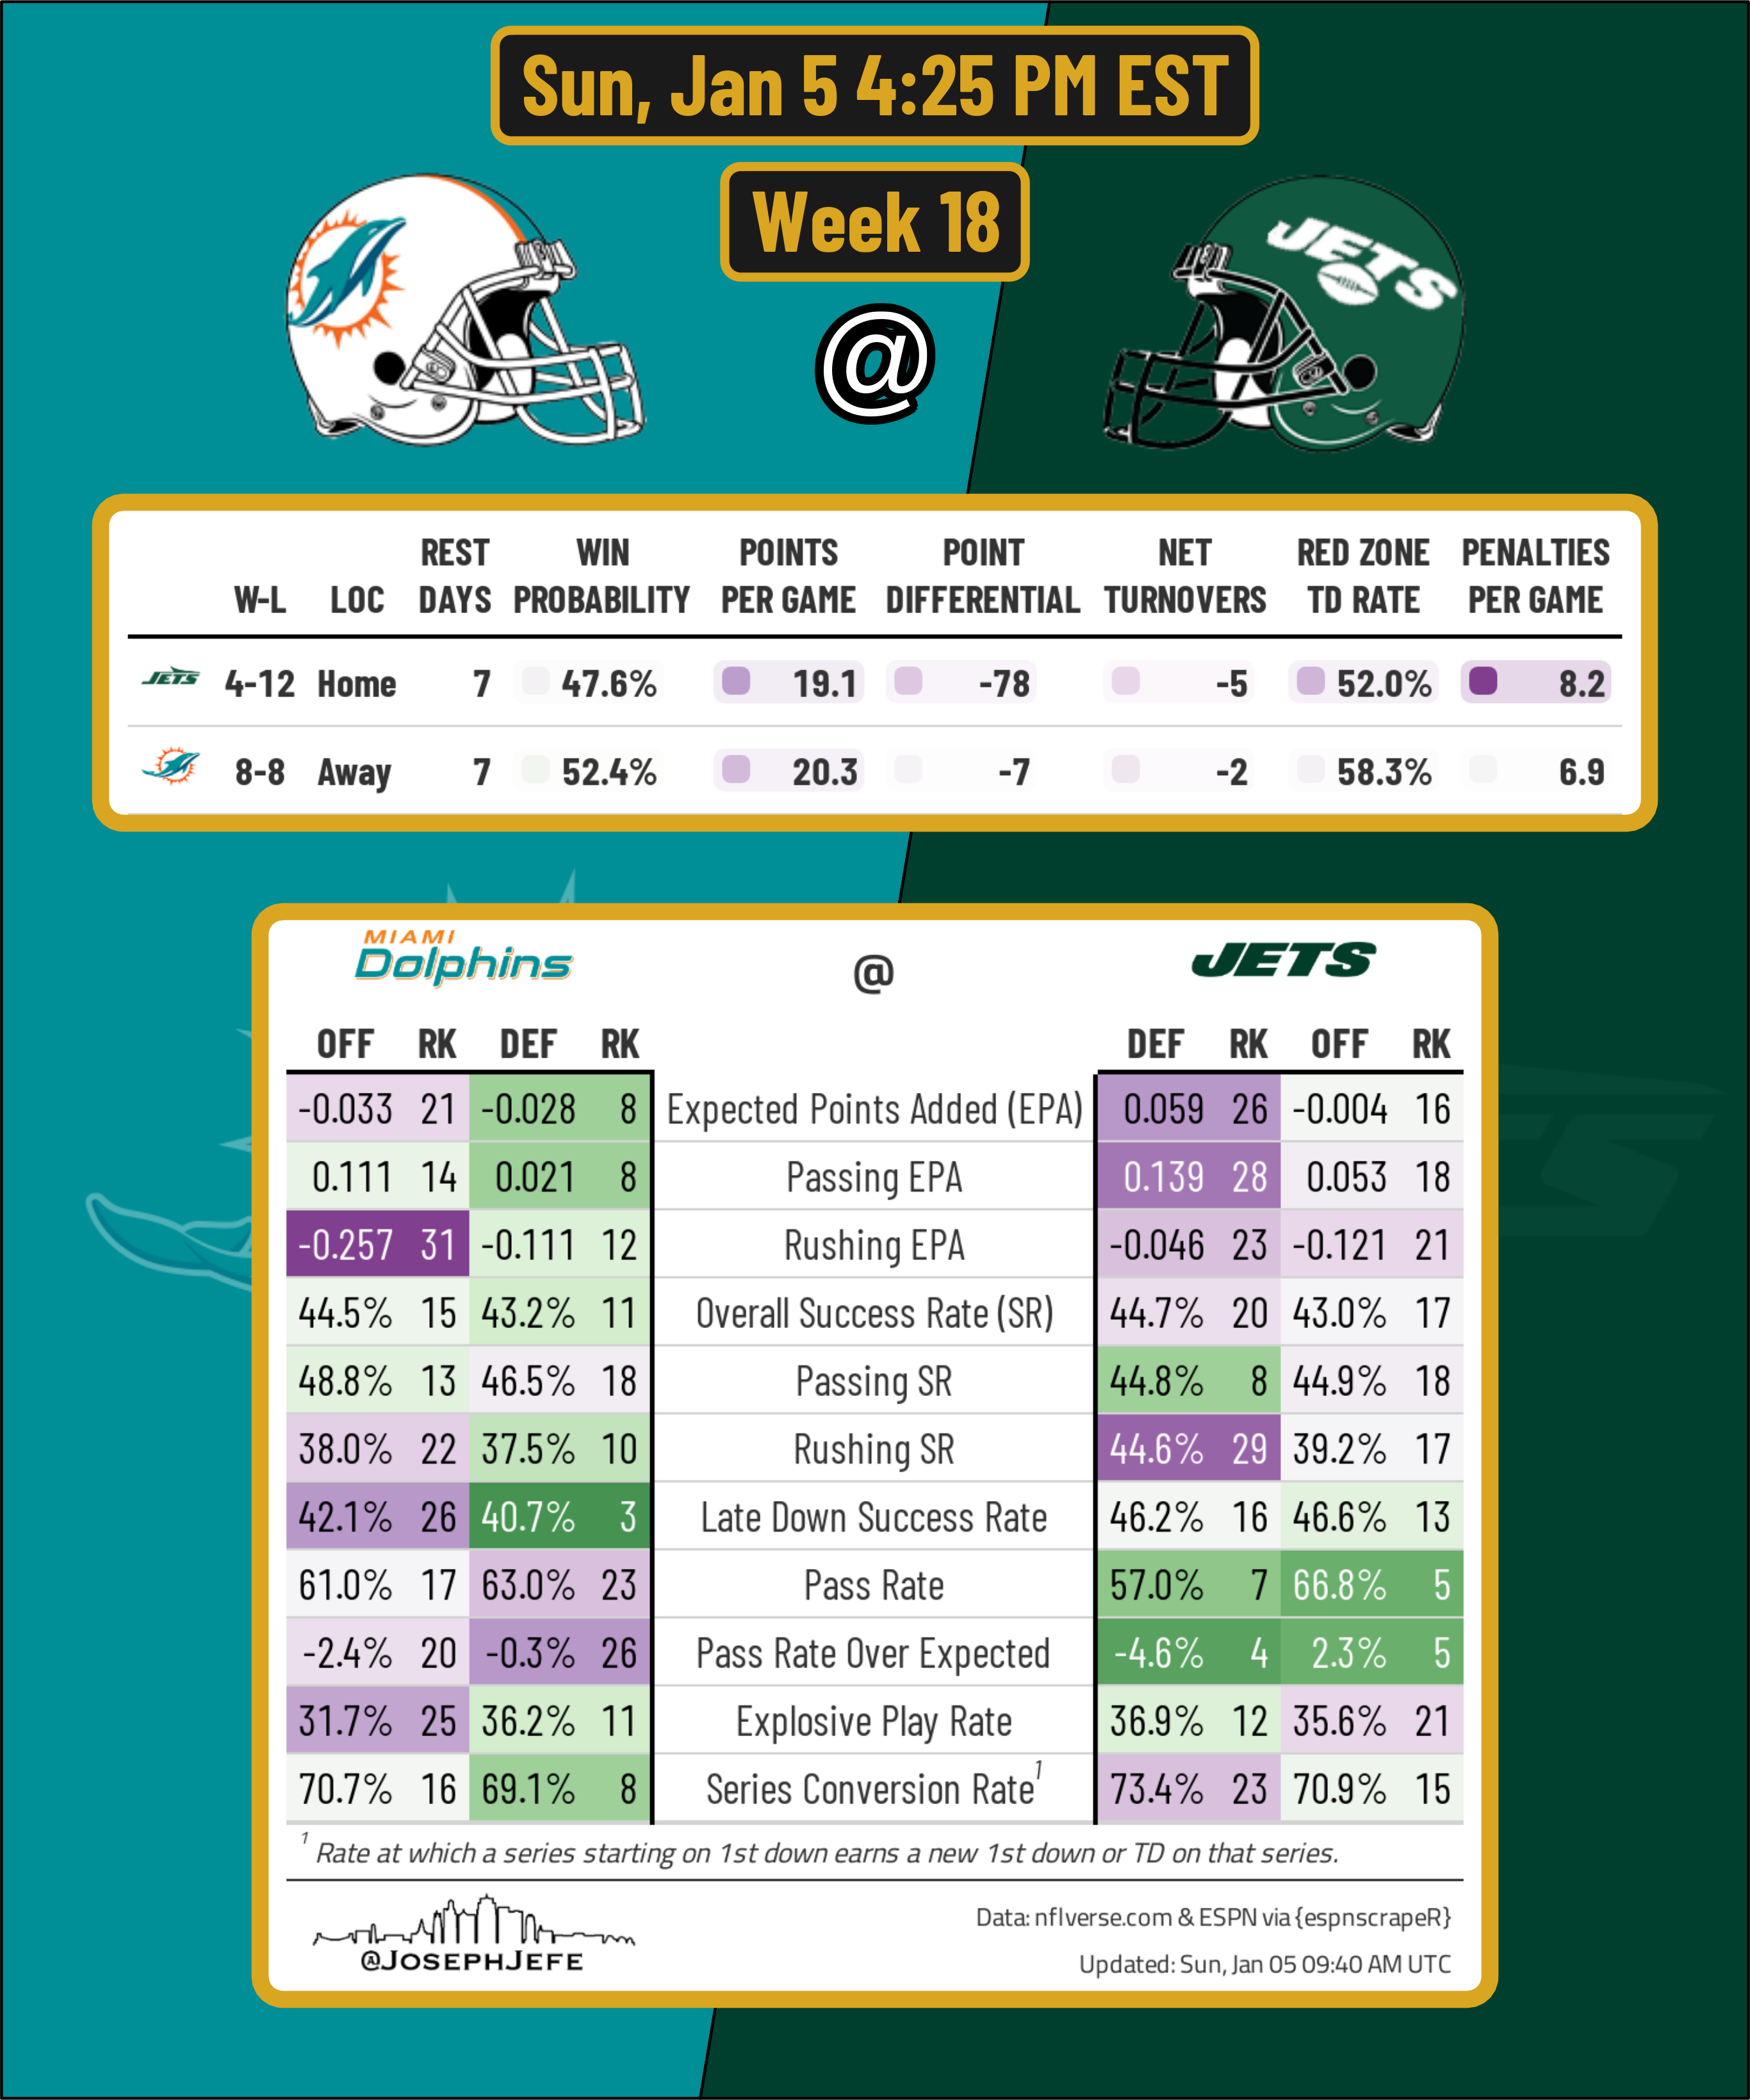 Sun, Jan 5 4:25 PM EST
Week 18
JETS
@
REST WIN POINTS POINT NET RED ZONE PENALTIES
W-L LOC DAYS PROBABILITY PER GAME DIFFERENTIAL TURNOVERS TD RATE PER GAME
JETS 4-12 Home 7 47.6% 19.1 -78 -5 52.0% 8.2
8-8 Away 7 52.4% 20.3 -7 -2 58.3% 6.9
MIAMI
Dolphins @ JETS
OFF RK DEF RK DEF RK OFF RK
-0.033 21 -0.028 8 Expected Points Added (EPA) 0.059 26 -0.004 16
0.111 14 0.021 8 Passing EPA 0.139 28 0.053 18
-0.257 31 -0.111 12 Rushing EPA -0.046 23 -0.121 21
44.5% 15 43.2% 11 Overall Success Rate (SR) 44.7% 20 43.0% 17
48.8% 13 46.5% 18 Passing SR 44.8% 8 44.9% 18
38.0% 22 37.5% 10 Rushing SR 44.6% 29 39.2% 17
42.1% 26 40.7% 3 Late Down Success Rate 46.2% 16 46.6% 13
61.0% 17 63.0% 23 Pass Rate 57.0% 7 66.8% 5
-2.4% 20 -0.3% 26 Pass Rate Over Expected -4.6% 4 2.3% 5
31.7% 25 36.2% 11 Explosive Play Rate 36.9% 12 35.6% 21
70.7% 16 69.1% 8 Series Conversion Rate¹ 73.4% 23 70.9% 15
¹ Rate at which a series starting on 1st down earns a new 1st down or TD on that series.
@JOSEPHJEFE
Data: nflverse.com & ESPN via {espnscrapeR}
Updated: Sun, Jan 05 09:40 AM UTC